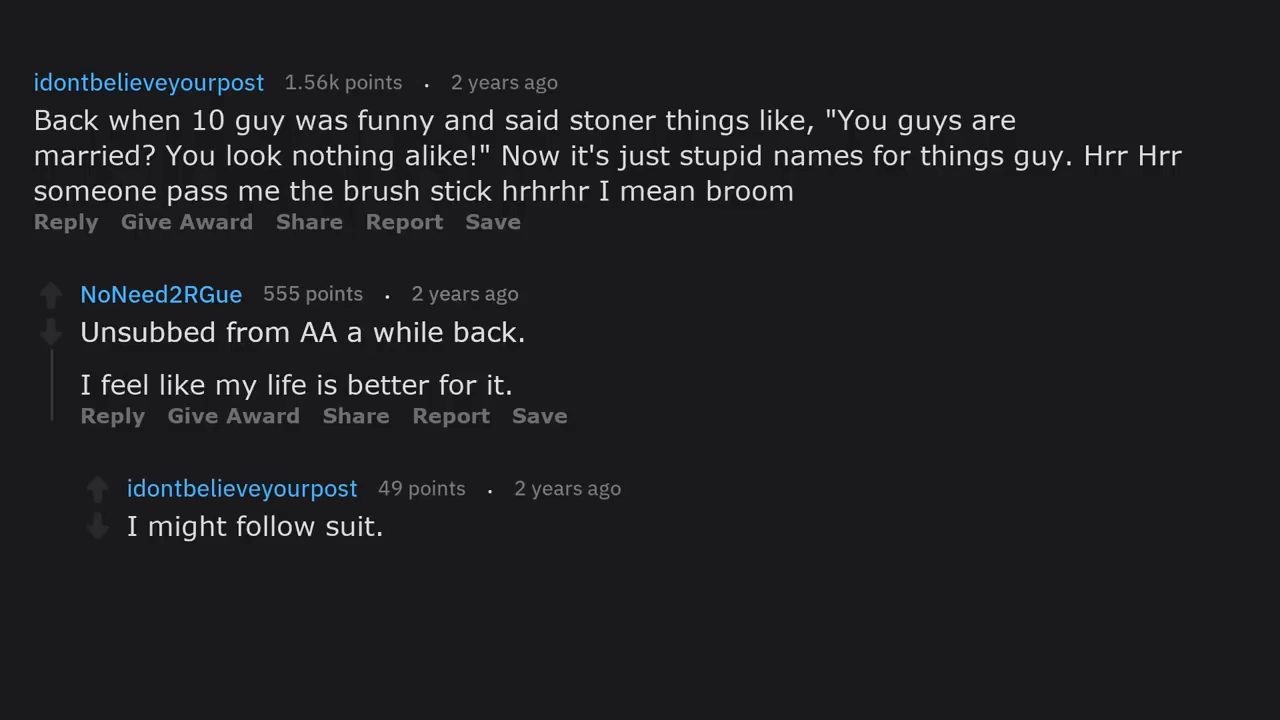 idontbelieveyourpost 1.56k points . 2 years ago
Back when 10 guy was funny and said stoner things like, "You guys are
married? You look nothing alike!" Now it's just stupid names for things guy. Hrr Hrr
someone pass me the brush stick hrhrhr I mean broom
Reply Give Award Share Report Save
NoNeed2RGue 555 points . 2 years ago
Unsubbed from AA a while back.
I feel like my life is better for it.
Reply Give Award Share Report Save
idontbelieveyourpost 49 points . 2 years ago
I might follow suit.